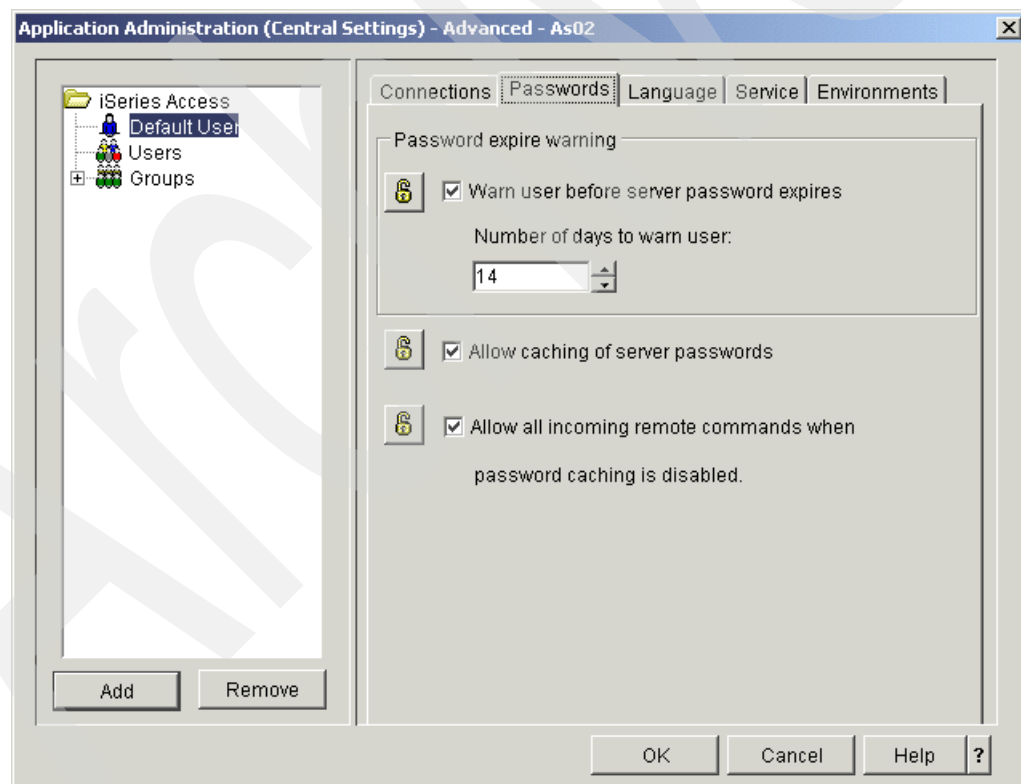 Application Administration (Central Settings) - Advanced - As02
iSeries Access
Default User
Users
Groups
Add
Remove
Connections
Passwords
Language
Service
Environments
Password expire warning
Warn user before server password expires
Number of days to warn user:
14
Allow caching of server passwords
Allow all incoming remote commands when
password caching is disabled.
OK
Cancel
Help
?